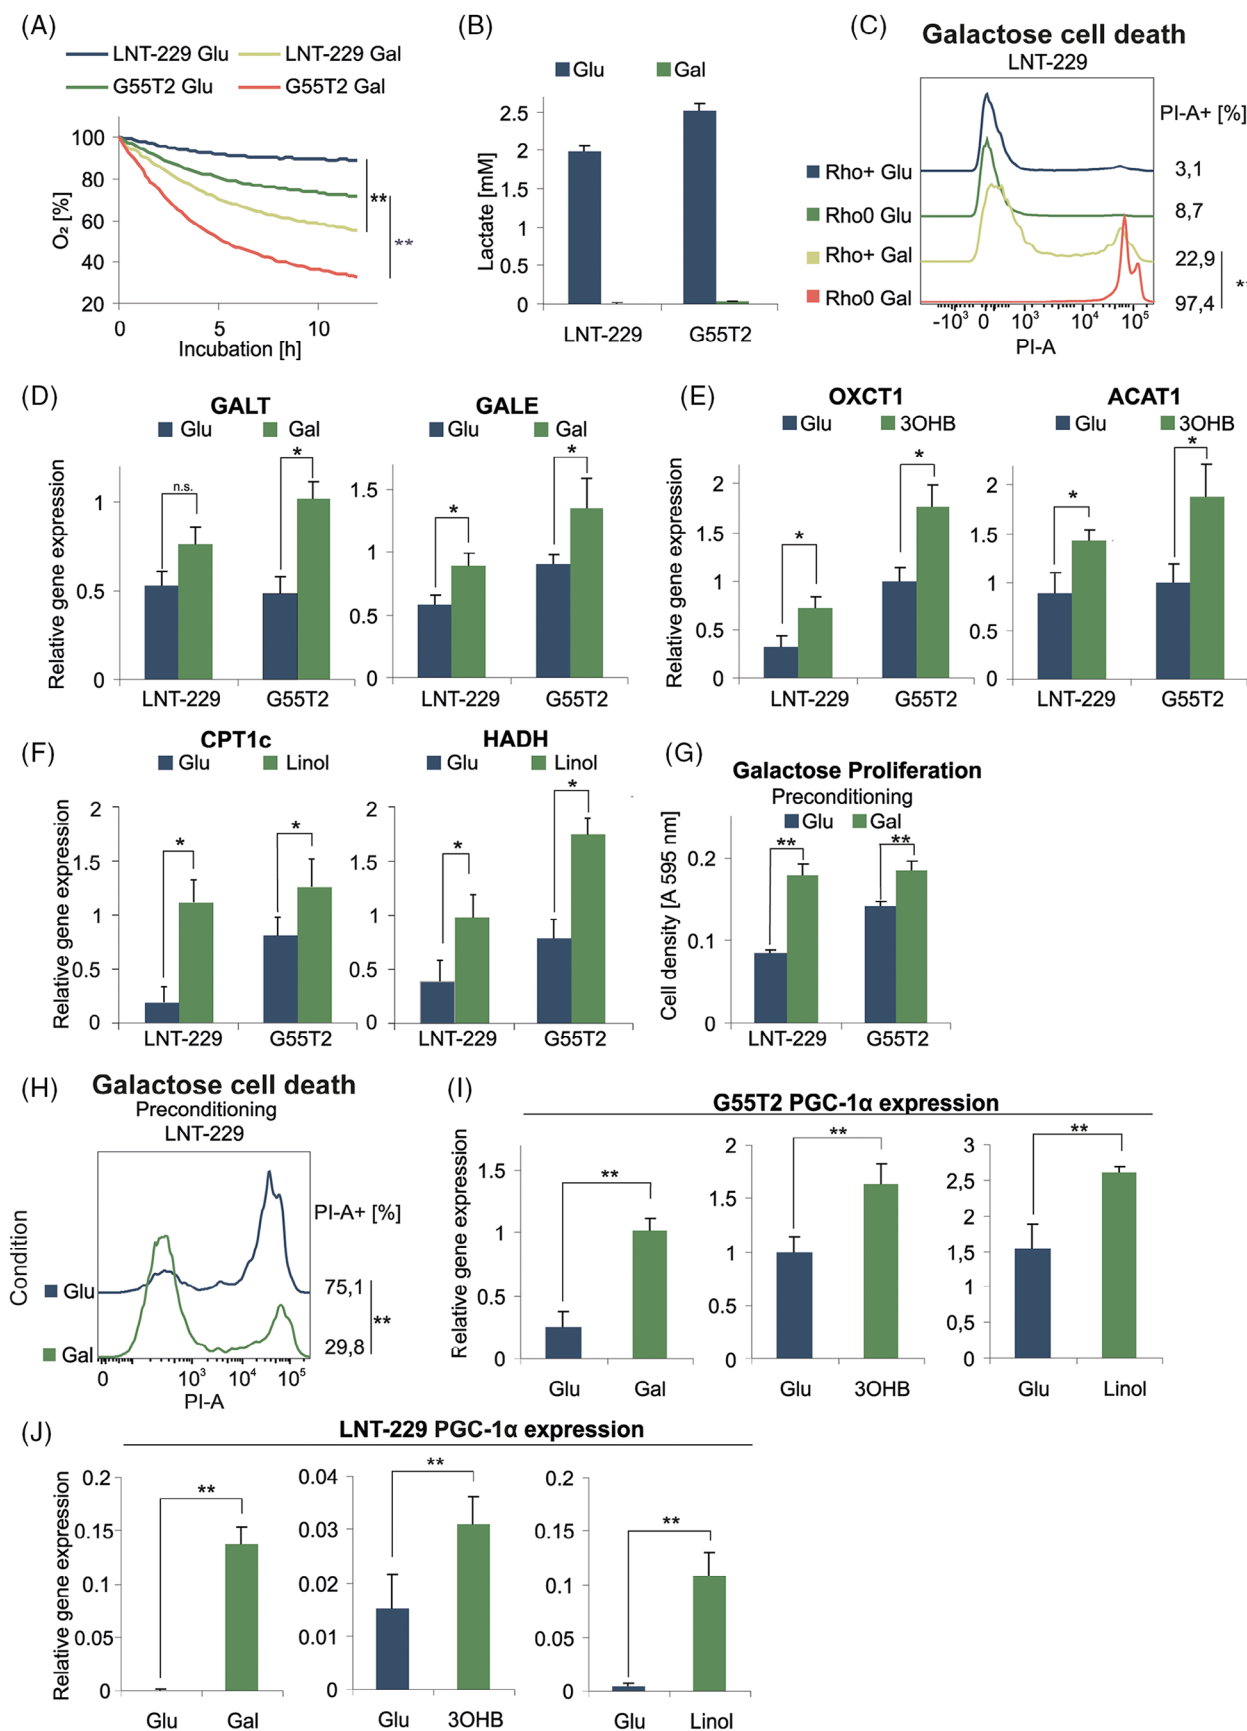 (A)
LNT-229 Glu LNT-229 Gal
G55T2 Glu G55T2 Gal
100
80
60
40
20
O₂ [%]
**
**
0 5 10
Incubation [h]
(B)
Glu Gal
2.5
2
1.5
1
0.5
0
Lactate [mM]
LNT-229 G55T2
(C)
Galactose cell death
LNT-229
PI-A+ [%]
Rho+ Glu 3,1
Rho0 Glu 8,7
Rho+ Gal 22,9
Rho0 Gal 97,4
-10³ 0 10³ 10⁴ 10⁵
PI-A
(D)
GALT
Glu Gal
n.s. *
1
0.5
0
Relative gene expression
LNT-229 G55T2
GALE
Glu Gal
* *
1.5
1
0.5
0
LNT-229 G55T2
(E)
OXCT1
Glu 3OHB
* *
2
1.5
1
0.5
0
Relative gene expression
LNT-229 G55T2
ACAT1
Glu 3OHB
* *
2
1.5
1
0.5
0
LNT-229 G55T2
(F)
CPT1c
Glu Linol
* *
2
1.5
1
0.5
0
Relative gene expression
LNT-229 G55T2
HADH
Glu Linol
* *
2
1.5
1
0.5
0
LNT-229 G55T2
(G)
Galactose Proliferation
Preconditioning
Glu Gal
** **
0.2
0.1
0
Cell density [A 595 nm]
LNT-229 G55T2
(H)
Galactose cell death
Preconditioning
LNT-229
PI-A+ [%]
Condition
Glu 75,1
**
Gal 29,8
0 10³ 10⁴ 10⁵
PI-A
(I)
G55T2 PGC-1α expression
Relative gene expression
1.5
1
0.5
0
**
Glu Gal
2
1.5
1
0.5
0
**
Glu 3OHB
3
2,5
2
1,5
1
0,5
0
**
Glu Linol
(J)
LNT-229 PGC-1α expression
Relative gene expression
0.2
0.15
0.1
0.05
0
**
Glu Gal
0.04
0.03
0.02
0.01
0
**
Glu 3OHB
0.2
0.15
0.1
0.05
0
**
Glu Linol